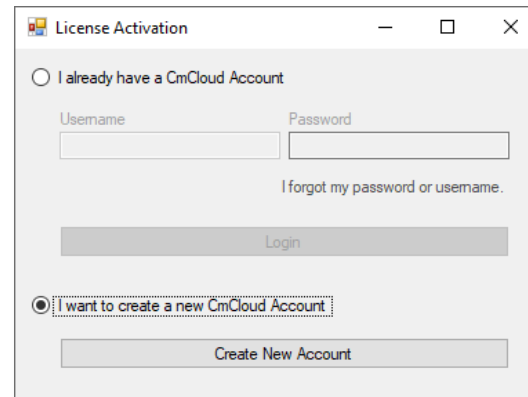 License Activation
I already have a CmCloud Account
Username Password
I forgot my password or username.
Login
I want to create a new CmCloud Account
Create New Account